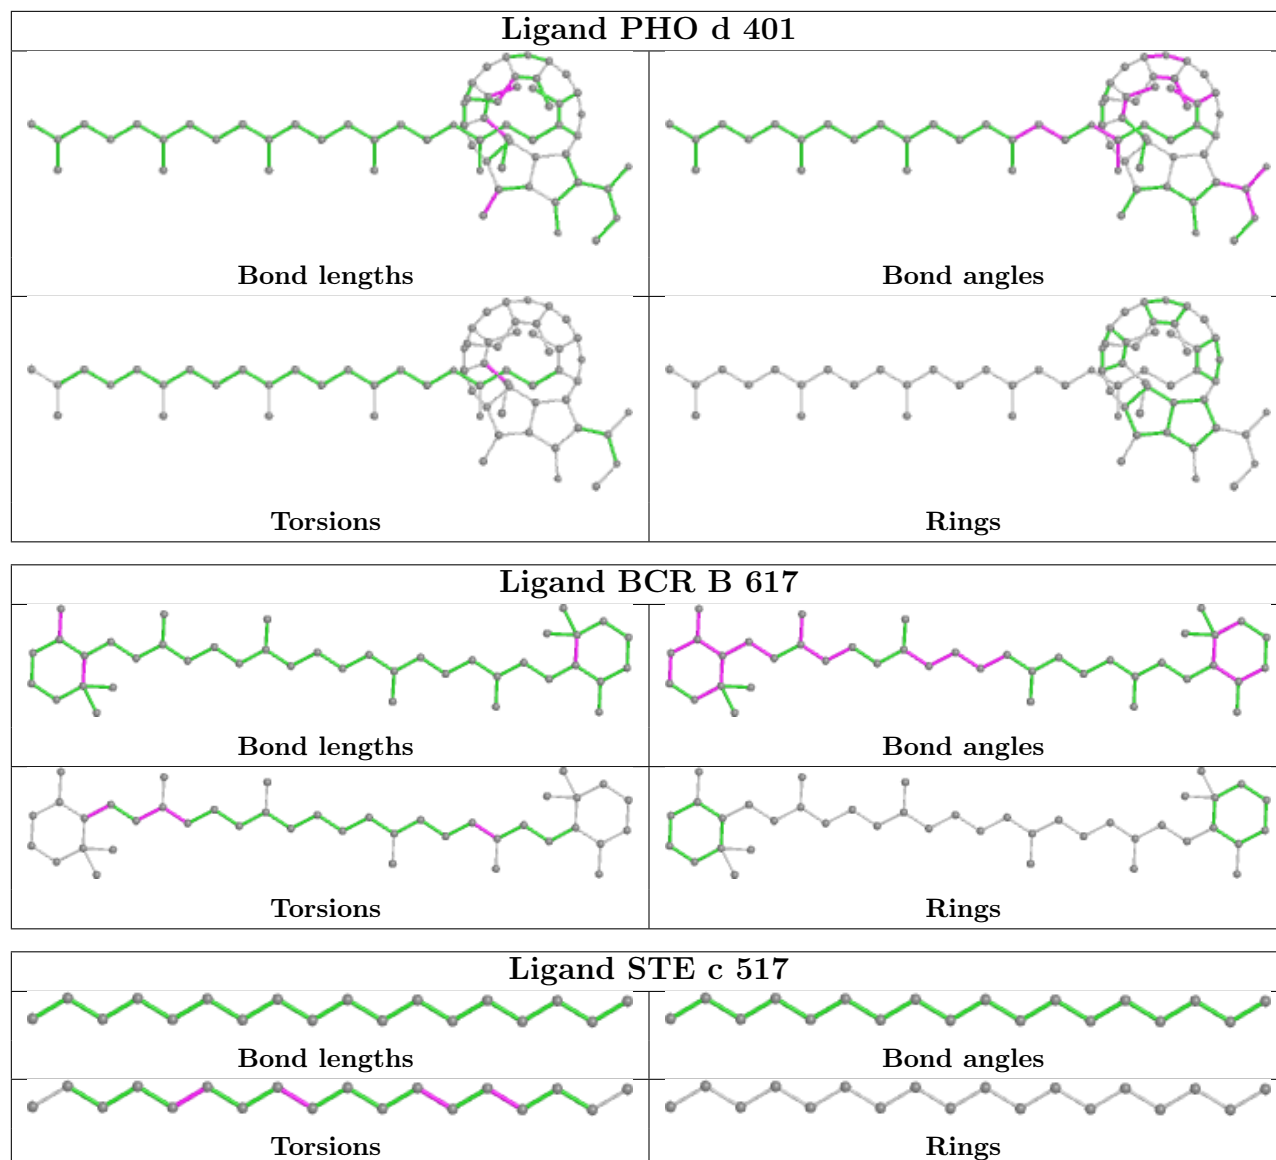 Ligand PHO d 401
Bond lengths
Bond angles
Torsions
Rings
Ligand BCR B 617
Bond lengths
Bond angles
Torsions
Rings
Ligand STE c 517
Bond lengths
Bond angles
Torsions
Rings